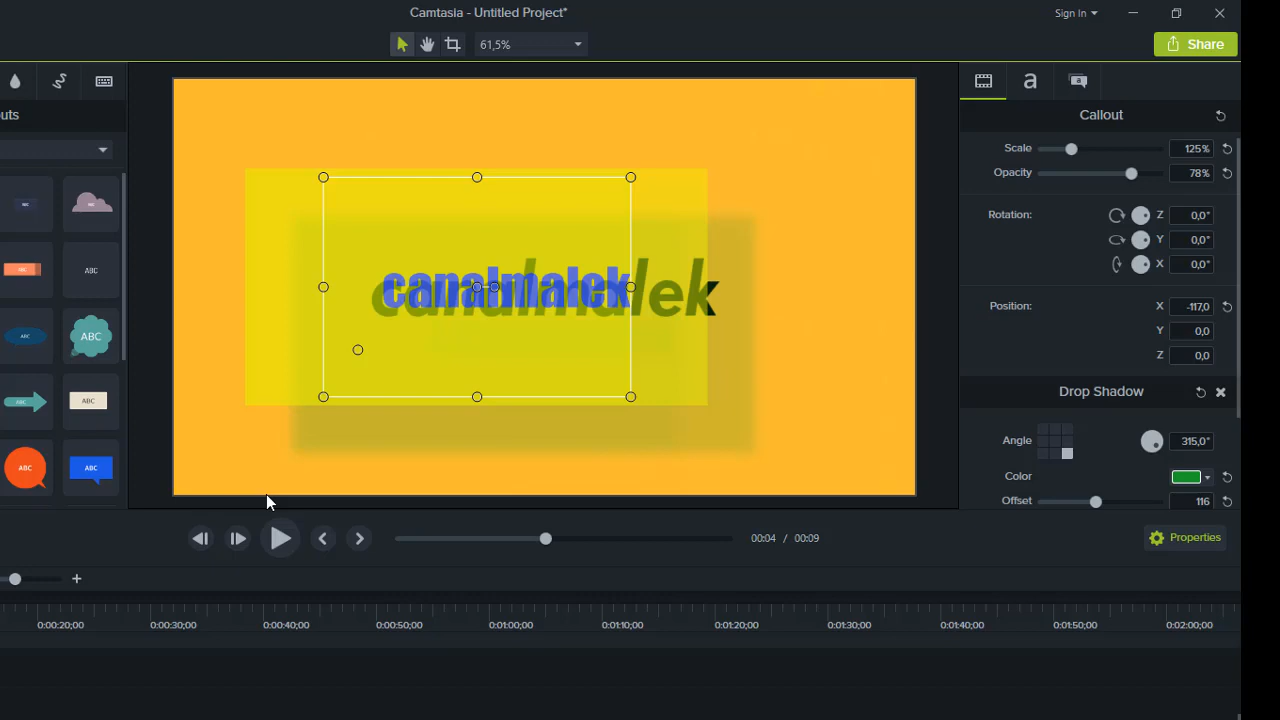 Camtasia - Untitled Project*
Sign In
61,5%
Share
a
outs
Callout
Scale
125%
Opacity
78%
Rotation:
Z
0,0°
Y
0,0°
X
0,0°
Position:
X
-117,0
Y
0,0
Z
0,0
Drop Shadow
Angle
315,0°
Color
Offset
116
ABC
ABC
ABC
ABC
ABC
ABC
ABC
canalmalek
canalmalek
00:04 / 00:09
Properties
0:00:20;00
0:00:30;00
0:00:40;00
0:00:50;00
0:01:00;00
0:01:10;00
0:01:20;00
0:01:30;00
0:01:40;00
0:01:50;00
0:02:00;00